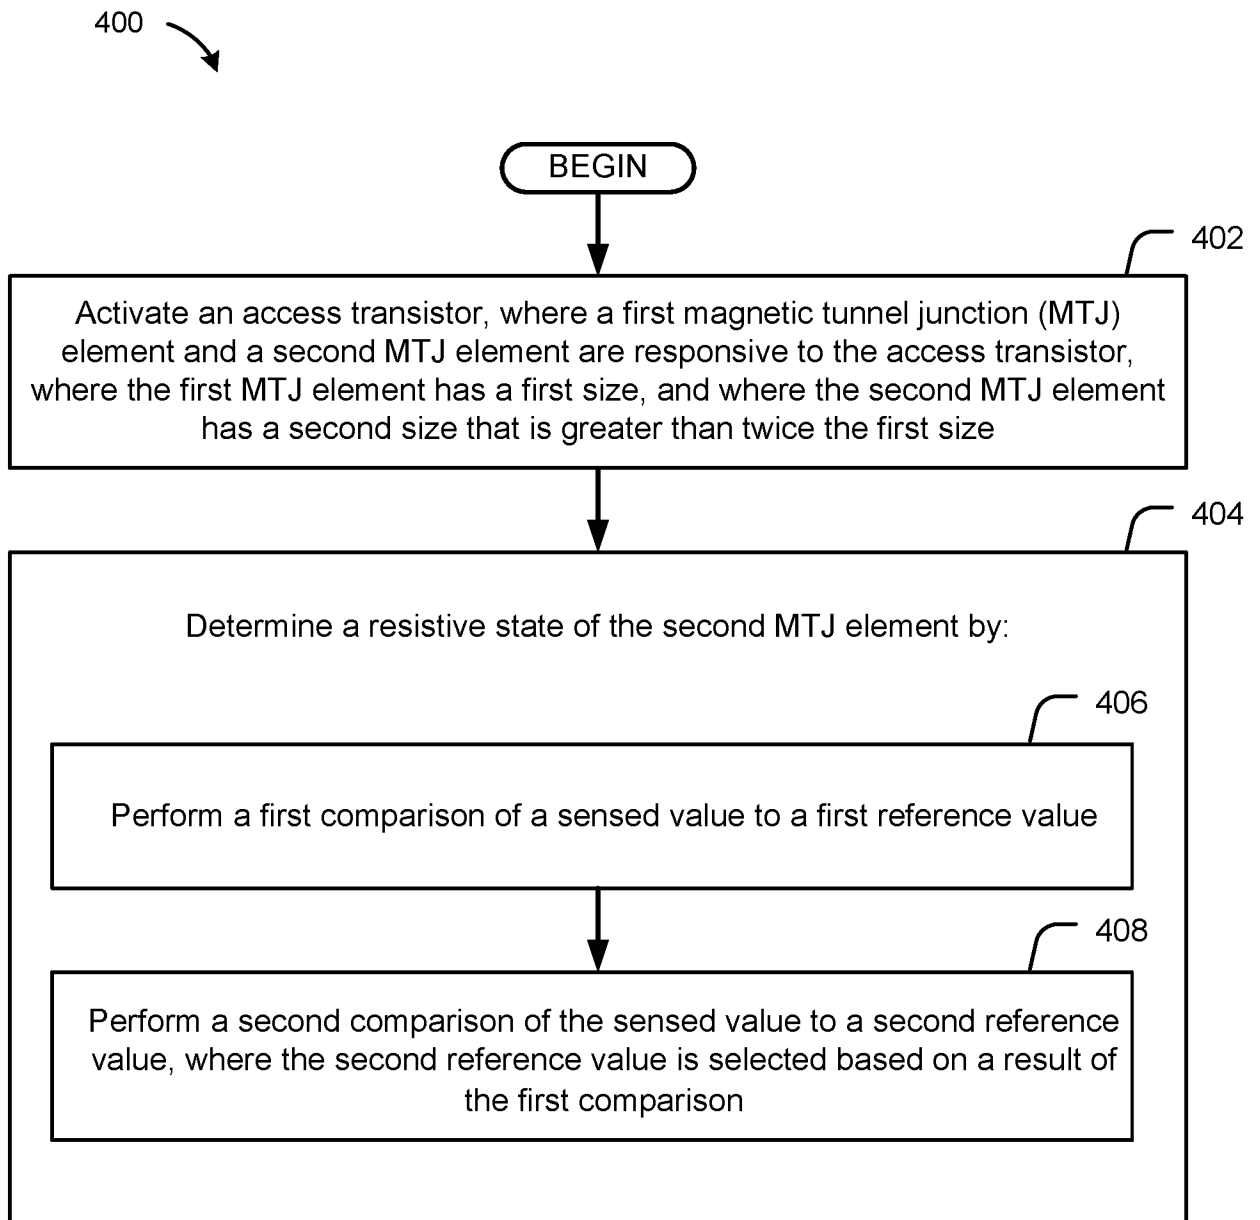 400
BEGIN
402
Activate an access transistor, where a first magnetic tunnel junction (MTJ)
element and a second MTJ element are responsive to the access transistor,
where the first MTJ element has a first size, and where the second MTJ element
has a second size that is greater than twice the first size
404
Determine a resistive state of the second MTJ element by:
406
Perform a first comparison of a sensed value to a first reference value
408
Perform a second comparison of the sensed value to a second reference
value, where the second reference value is selected based on a result of
the first comparison